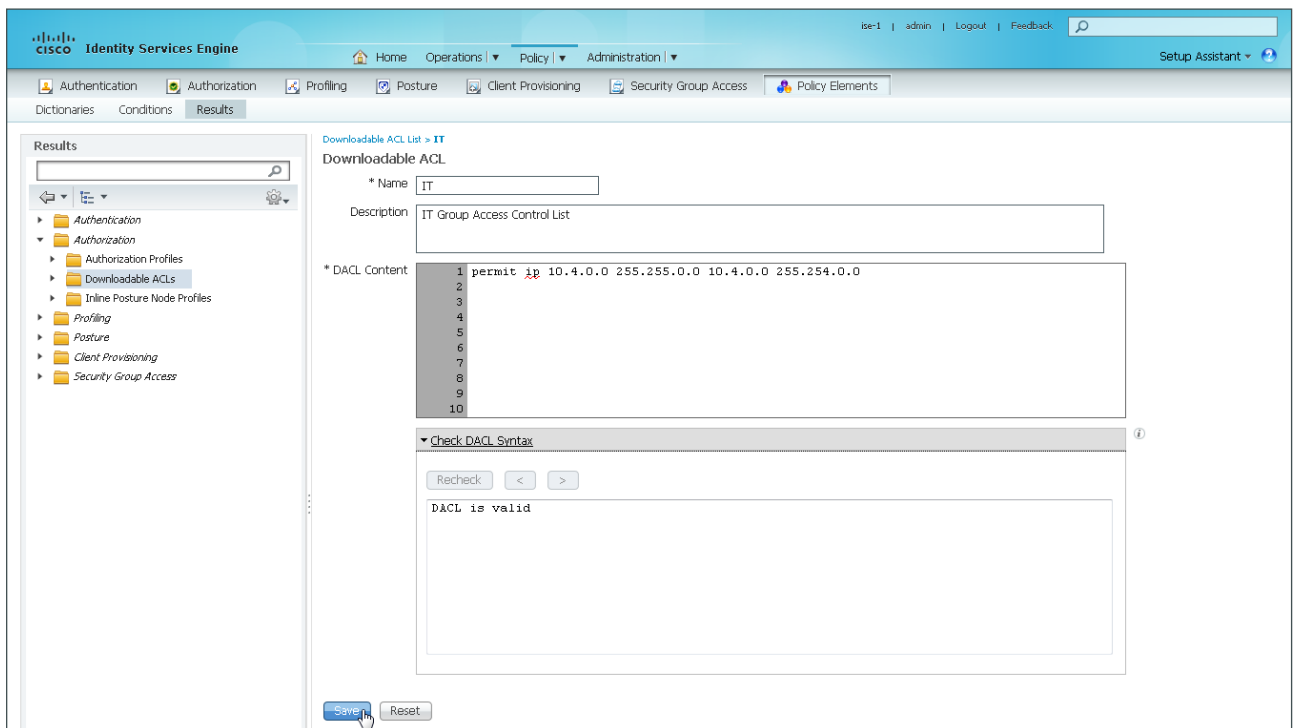 ise-1 | admin | Logout | Feedback
CISCO Identity Services Engine
Home Operations | Policy | Administration |
Setup Assistant
Authentication Authorization Profiling Posture Client Provisioning Security Group Access Policy Elements
Dictionaries Conditions Results
Results
Authentication
Authorization
Authorization Profiles
Downloadable ACLs
Inline Posture Node Profiles
Profiling
Posture
Client Provisioning
Security Group Access
Downloadable ACL List > IT
Downloadable ACL
* Name IT
Description IT Group Access Control List
* DACL Content
1 permit ip 10.4.0.0 255.255.0.0 10.4.0.0 255.254.0.0
2
3
4
5
6
7
8
9
10
Check DACL Syntax
Recheck < >
DACL is valid
Save Reset